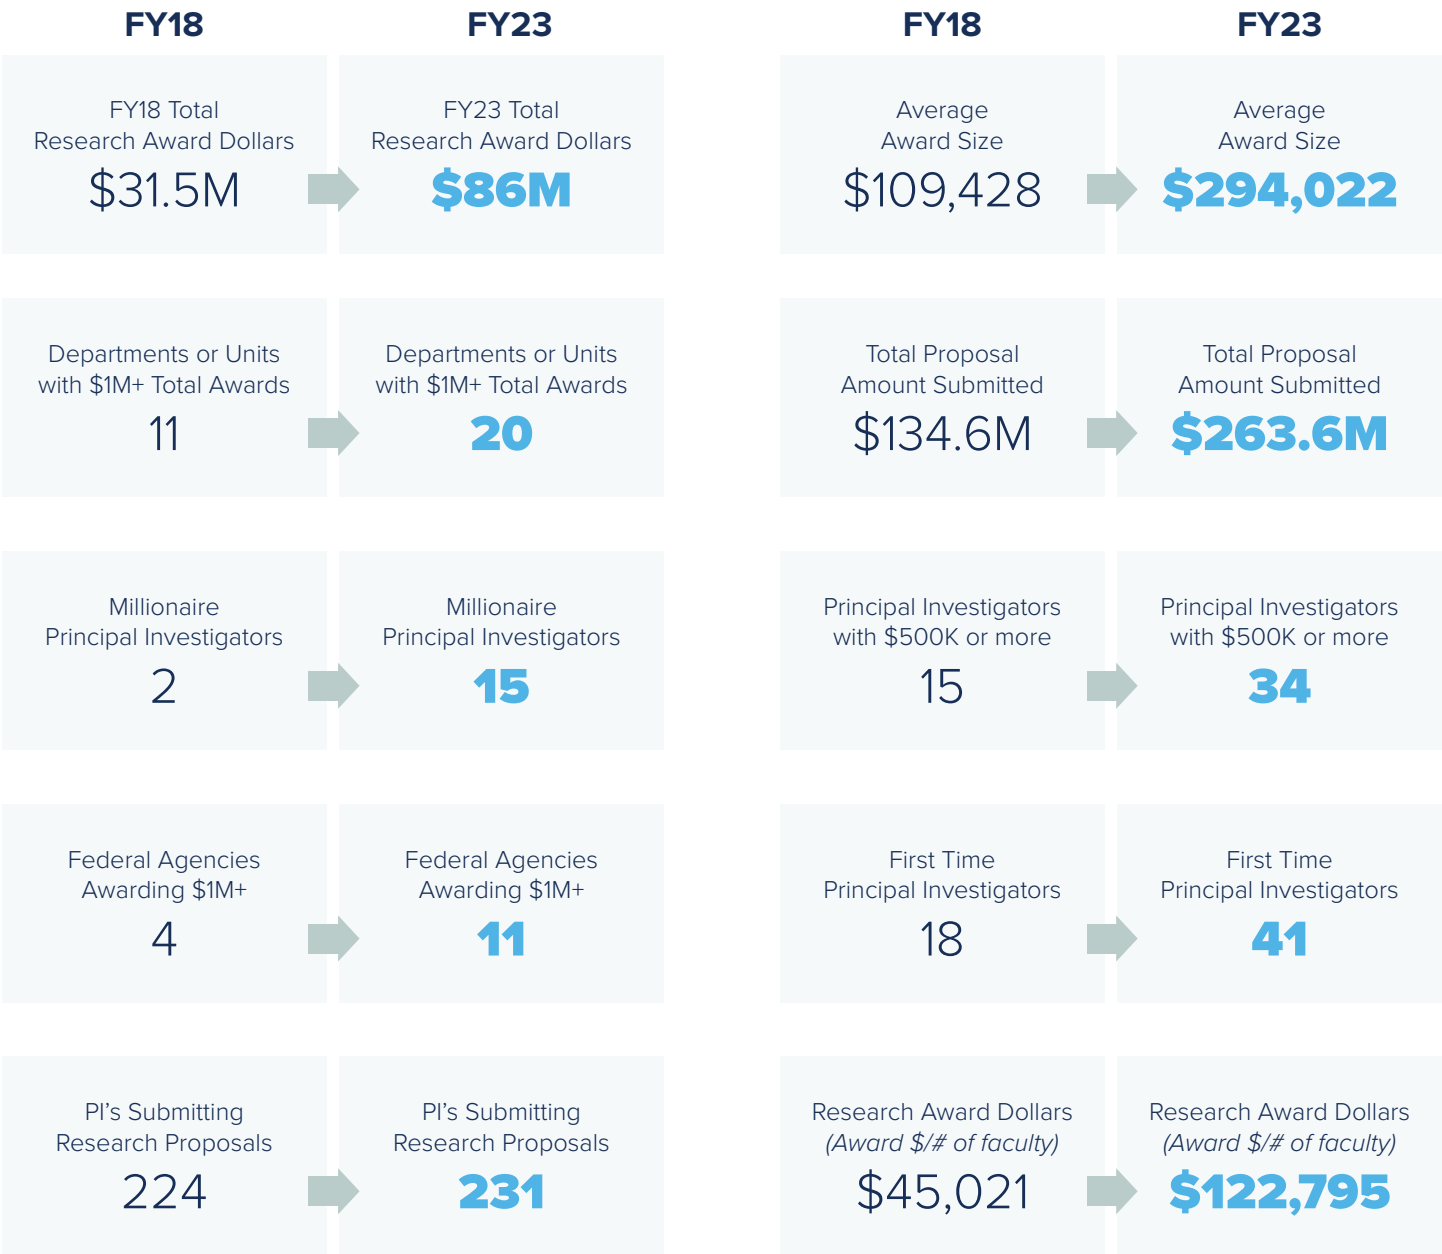 FY18
FY23
FY18
FY23
FY18 Total
Research Award Dollars
$31.5M
FY23 Total
Research Award Dollars
$86M
Average
Award Size
$109,428
Average
Award Size
$294,022
Departments or Units
with $1M+ Total Awards
11
Departments or Units
with $1M+ Total Awards
20
Total Proposal
Amount Submitted
$134.6M
Total Proposal
Amount Submitted
$263.6M
Millionaire
Principal Investigators
2
Millionaire
Principal Investigators
15
Principal Investigators
with $500K or more
15
Principal Investigators
with $500K or more
34
Federal Agencies
Awarding $1M+
4
Federal Agencies
Awarding $1M+
11
First Time
Principal Investigators
18
First Time
Principal Investigators
41
PI’s Submitting
Research Proposals
224
PI’s Submitting
Research Proposals
231
Research Award Dollars
(Award $/# of faculty)
$45,021
Research Award Dollars
(Award $/# of faculty)
$122,795